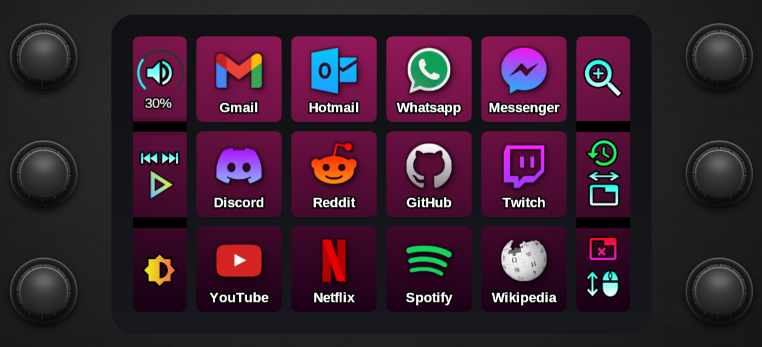 Gmail
Hotmail
Whatsapp
Messenger
30%
Discord
Reddit
GitHub
Twitch
YouTube
Netflix
Spotify
Wikipedia